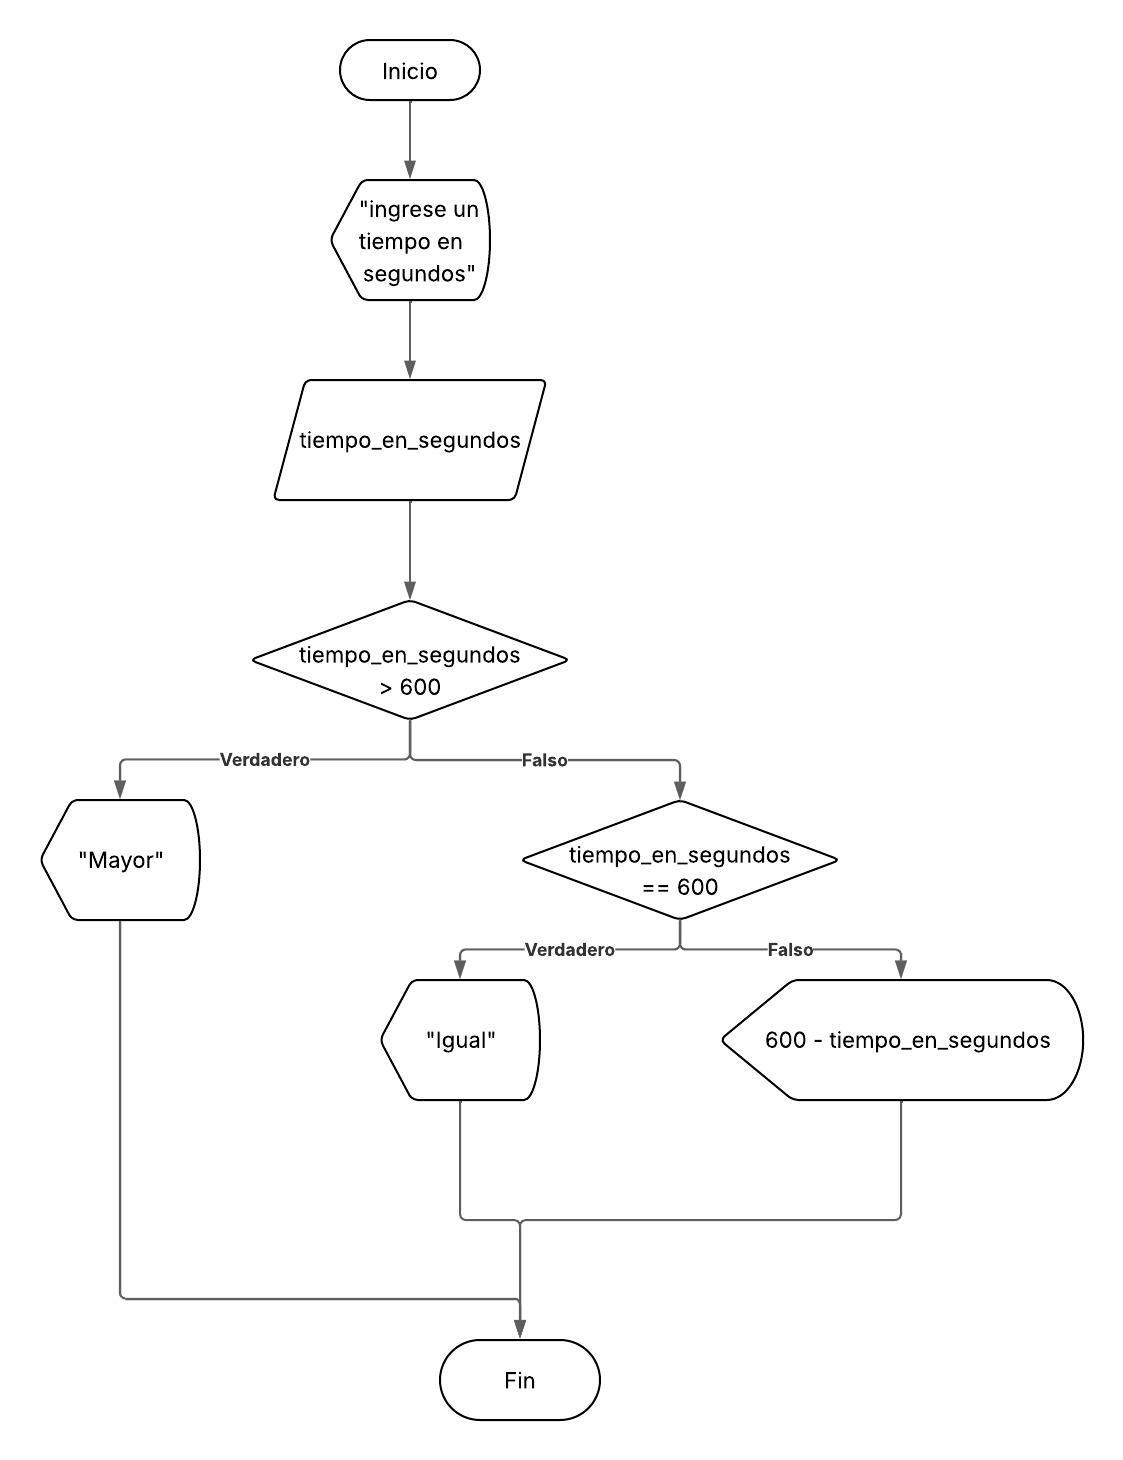 Inicio
"ingrese un
tiempo en
segundos"
tiempo_en_segundos
tiempo_en_segundos
> 600
Verdadero
Falso
"Mayor"
tiempo_en_segundos
== 600
Verdadero
Falso
"Igual"
600 - tiempo_en_segundos
Fin